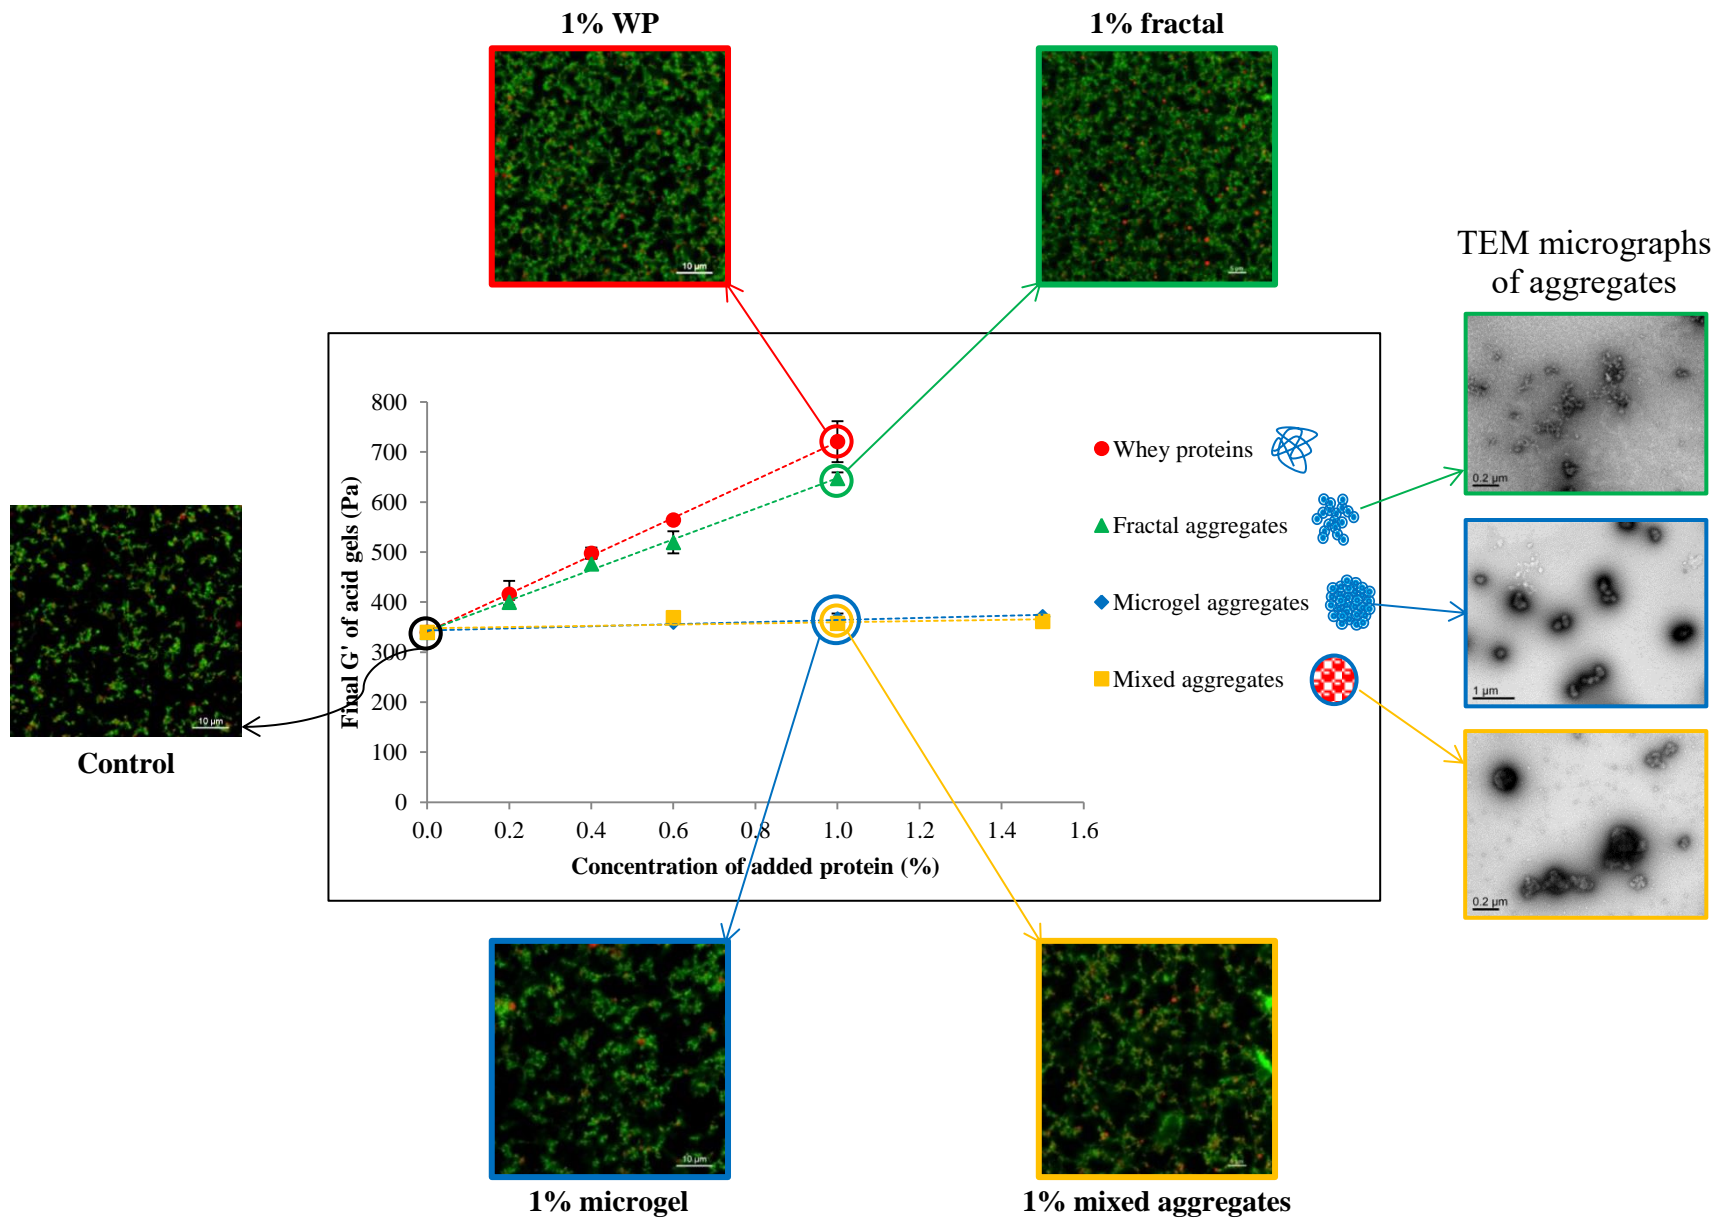 1% WP
1% fractal
10 µm
5 µm
TEM micrographs
of aggregates
0.2 µm
1 µm
0.2 µm
Final G' of acid gels (Pa)
800
700
600
500
400
300
200
100
0
0.0 0.2 0.4 0.6 0.8 1.0 1.2 1.4 1.6
Concentration of added protein (%)
Whey proteins
Fractal aggregates
Microgel aggregates
Mixed aggregates
10 µm
Control
10 µm
1% microgel
1% mixed aggregates